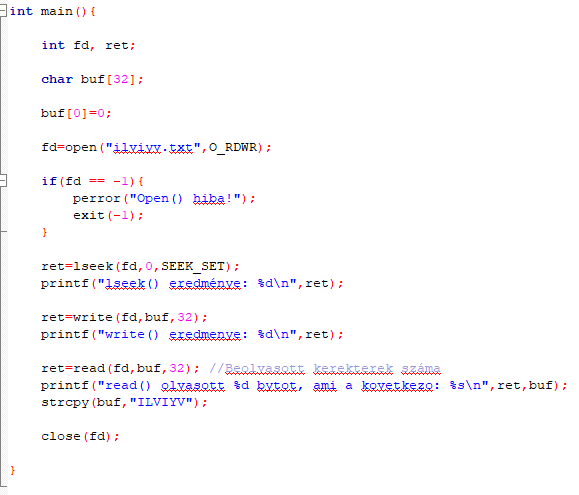 int main(){
int fd, ret;
char buf[32];
buf[0]=0;
fd=open("ilviyv.txt",O_RDWR);
if(fd == -1){
perror("Open() hiba!");
exit(-1);
}
ret=lseek(fd,0,SEEK_SET);
printf("lseek() eredménye: %d\n",ret);
ret=write(fd,buf,32);
printf("write() eredmenye: %d\n",ret);
ret=read(fd,buf,32); //Beolvasott kerekterek száma
printf("read() olvasott %d bytot, ami a kovetkezo: %s\n",ret,buf);
strcpy(buf,"ILVIYV");
close(fd);
}